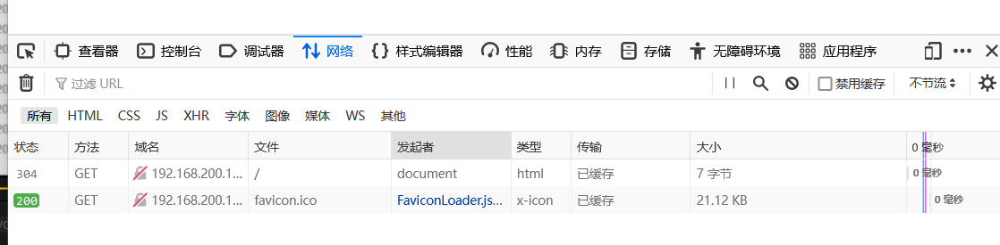 查看器 控制台 调试器 网络 样式编辑器 性能 内存 存储 无障碍环境 应用程序
过滤 URL 禁用缓存 不节流
所有 HTML CSS JS XHR 字体 图像 媒体 WS 其他
状态 方法 域名 文件 发起者 类型 传输 大小 0 毫秒
304 GET 192.168.200.1... / document html 已缓存 7 字节 0 毫秒
200 GET 192.168.200.1... favicon.ico FaviconLoader.js... x-icon 已缓存 21.12 KB 0 毫秒